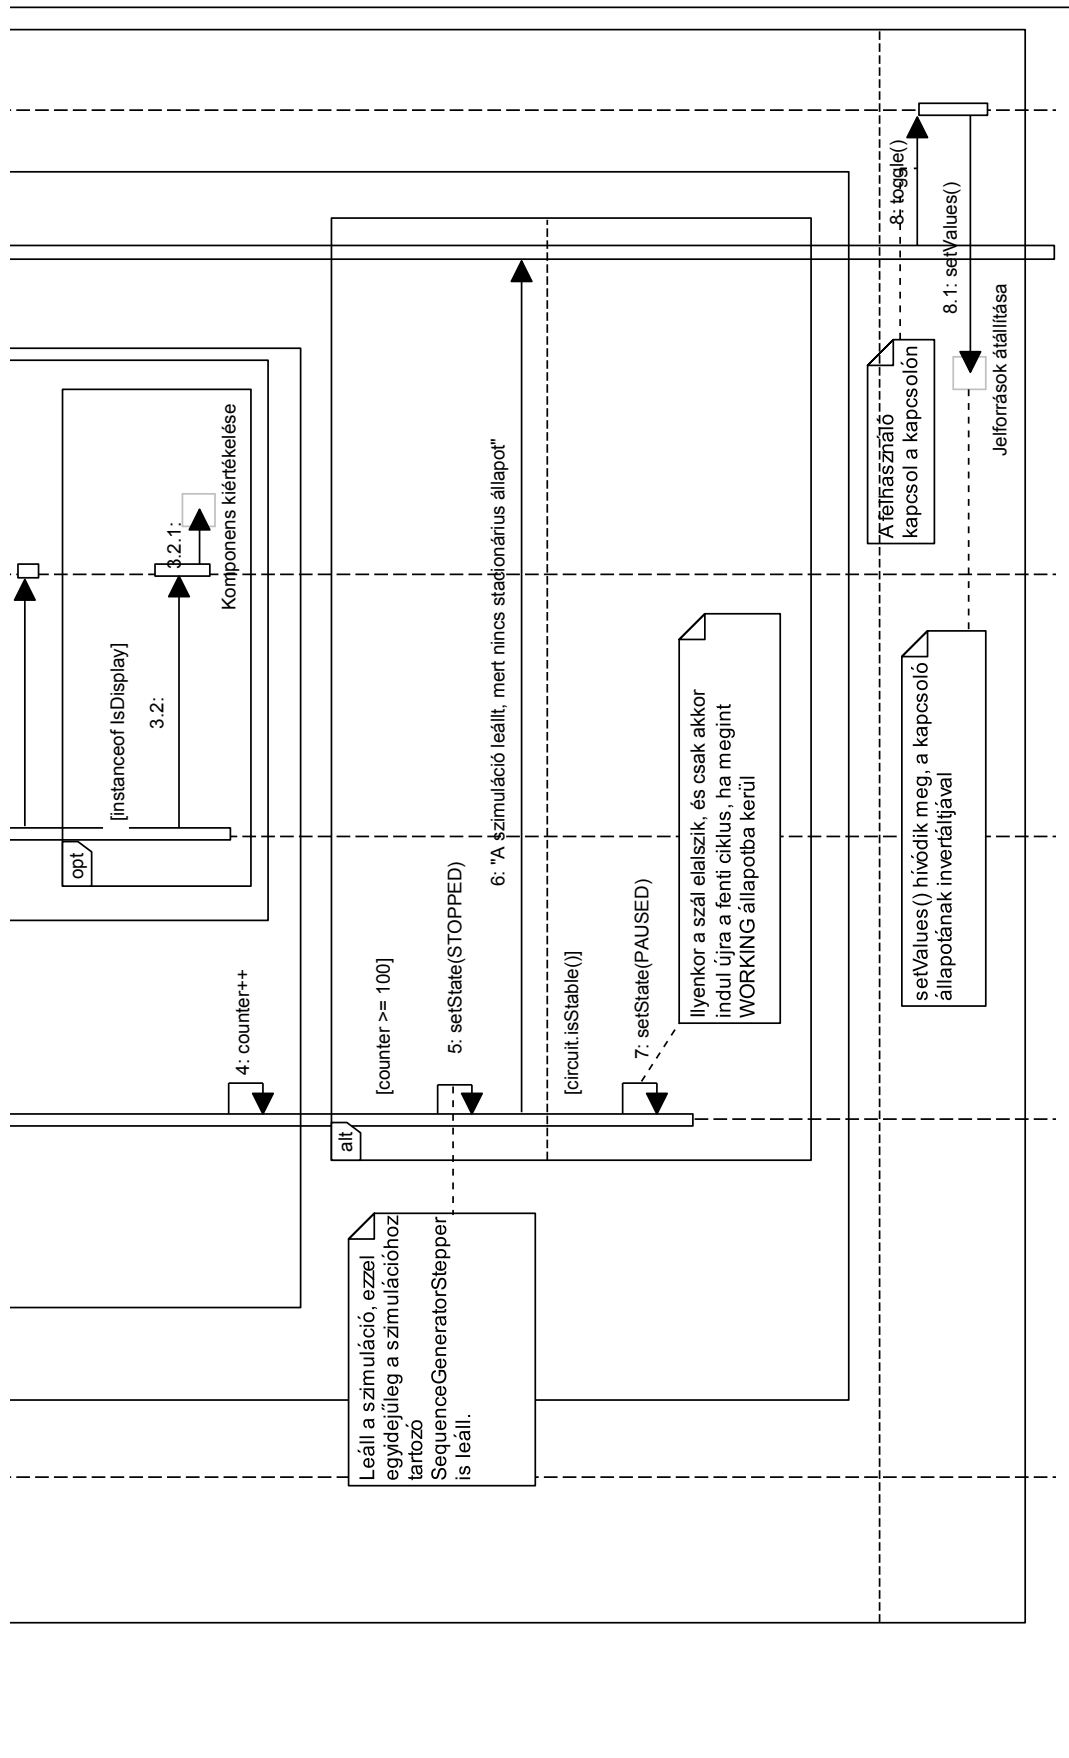 opt
[instanceof IsDisplay]
3.2:
3.2.1:
Komponens kiértékelése
4: counter++
alt
[counter >= 100]
5: setState(STOPPED)
Leáll a szimuláció, ezzel
egyidejűleg a szimulációhoz
tartozó
SequenceGeneratorStepper
is leáll.
6: "A szimuláció leállt, mert nincs stacionárius állapot"
[circuit.isStable()]
7: setState(PAUSED)
Ilyenkor a szál elalszik, és csak akkor
indul újra a fenti ciklus, ha megint
WORKING állapotba kerül
8: toggle()
A felhasználó
kapcsol a kapcsolón
8.1: setValues()
Jelforrások átállítása
setValues() hívódik meg, a kapcsoló
állapotának invertáltjával